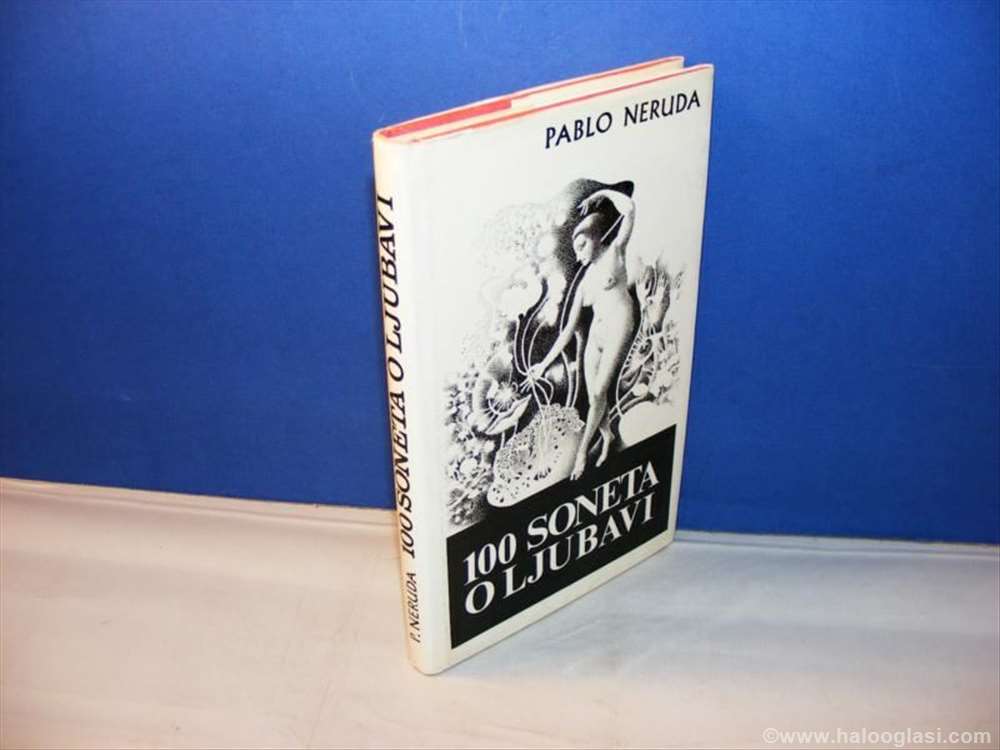 PABLO NERUDA
100 SONETA
O LJUBAVI
P. NERUDA 100 SONETA O LJUBAVI
©www.halooglasi.com